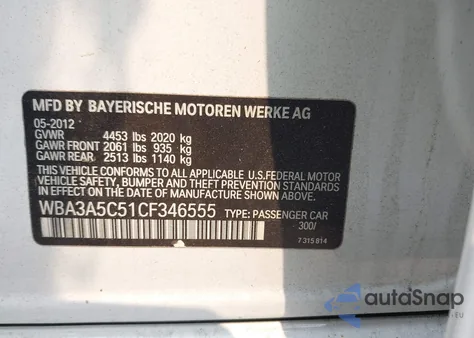 MFD BY BAYERISCHE MOTOREN WERKE AG
05-2012
GVWR 4453 lbs 2020 kg
GAWR FRONT 2061 lbs 935 kg
GAWR REAR 2513 lbs 1140 kg
THIS VEHICLE CONFORMS TO ALL APPLICABLE U.S.FEDERAL MOTOR
VEHICLE SAFETY, BUMPER, AND THEFT PREVENTION STANDARDS
IN EFFECT ON THE DATE OF MANUFACTURE SHOWN ABOVE.
WBA3A5C51CF346555 TYPE: PASSENGER CAR
300/
7 315 814
autoSnap
.EU